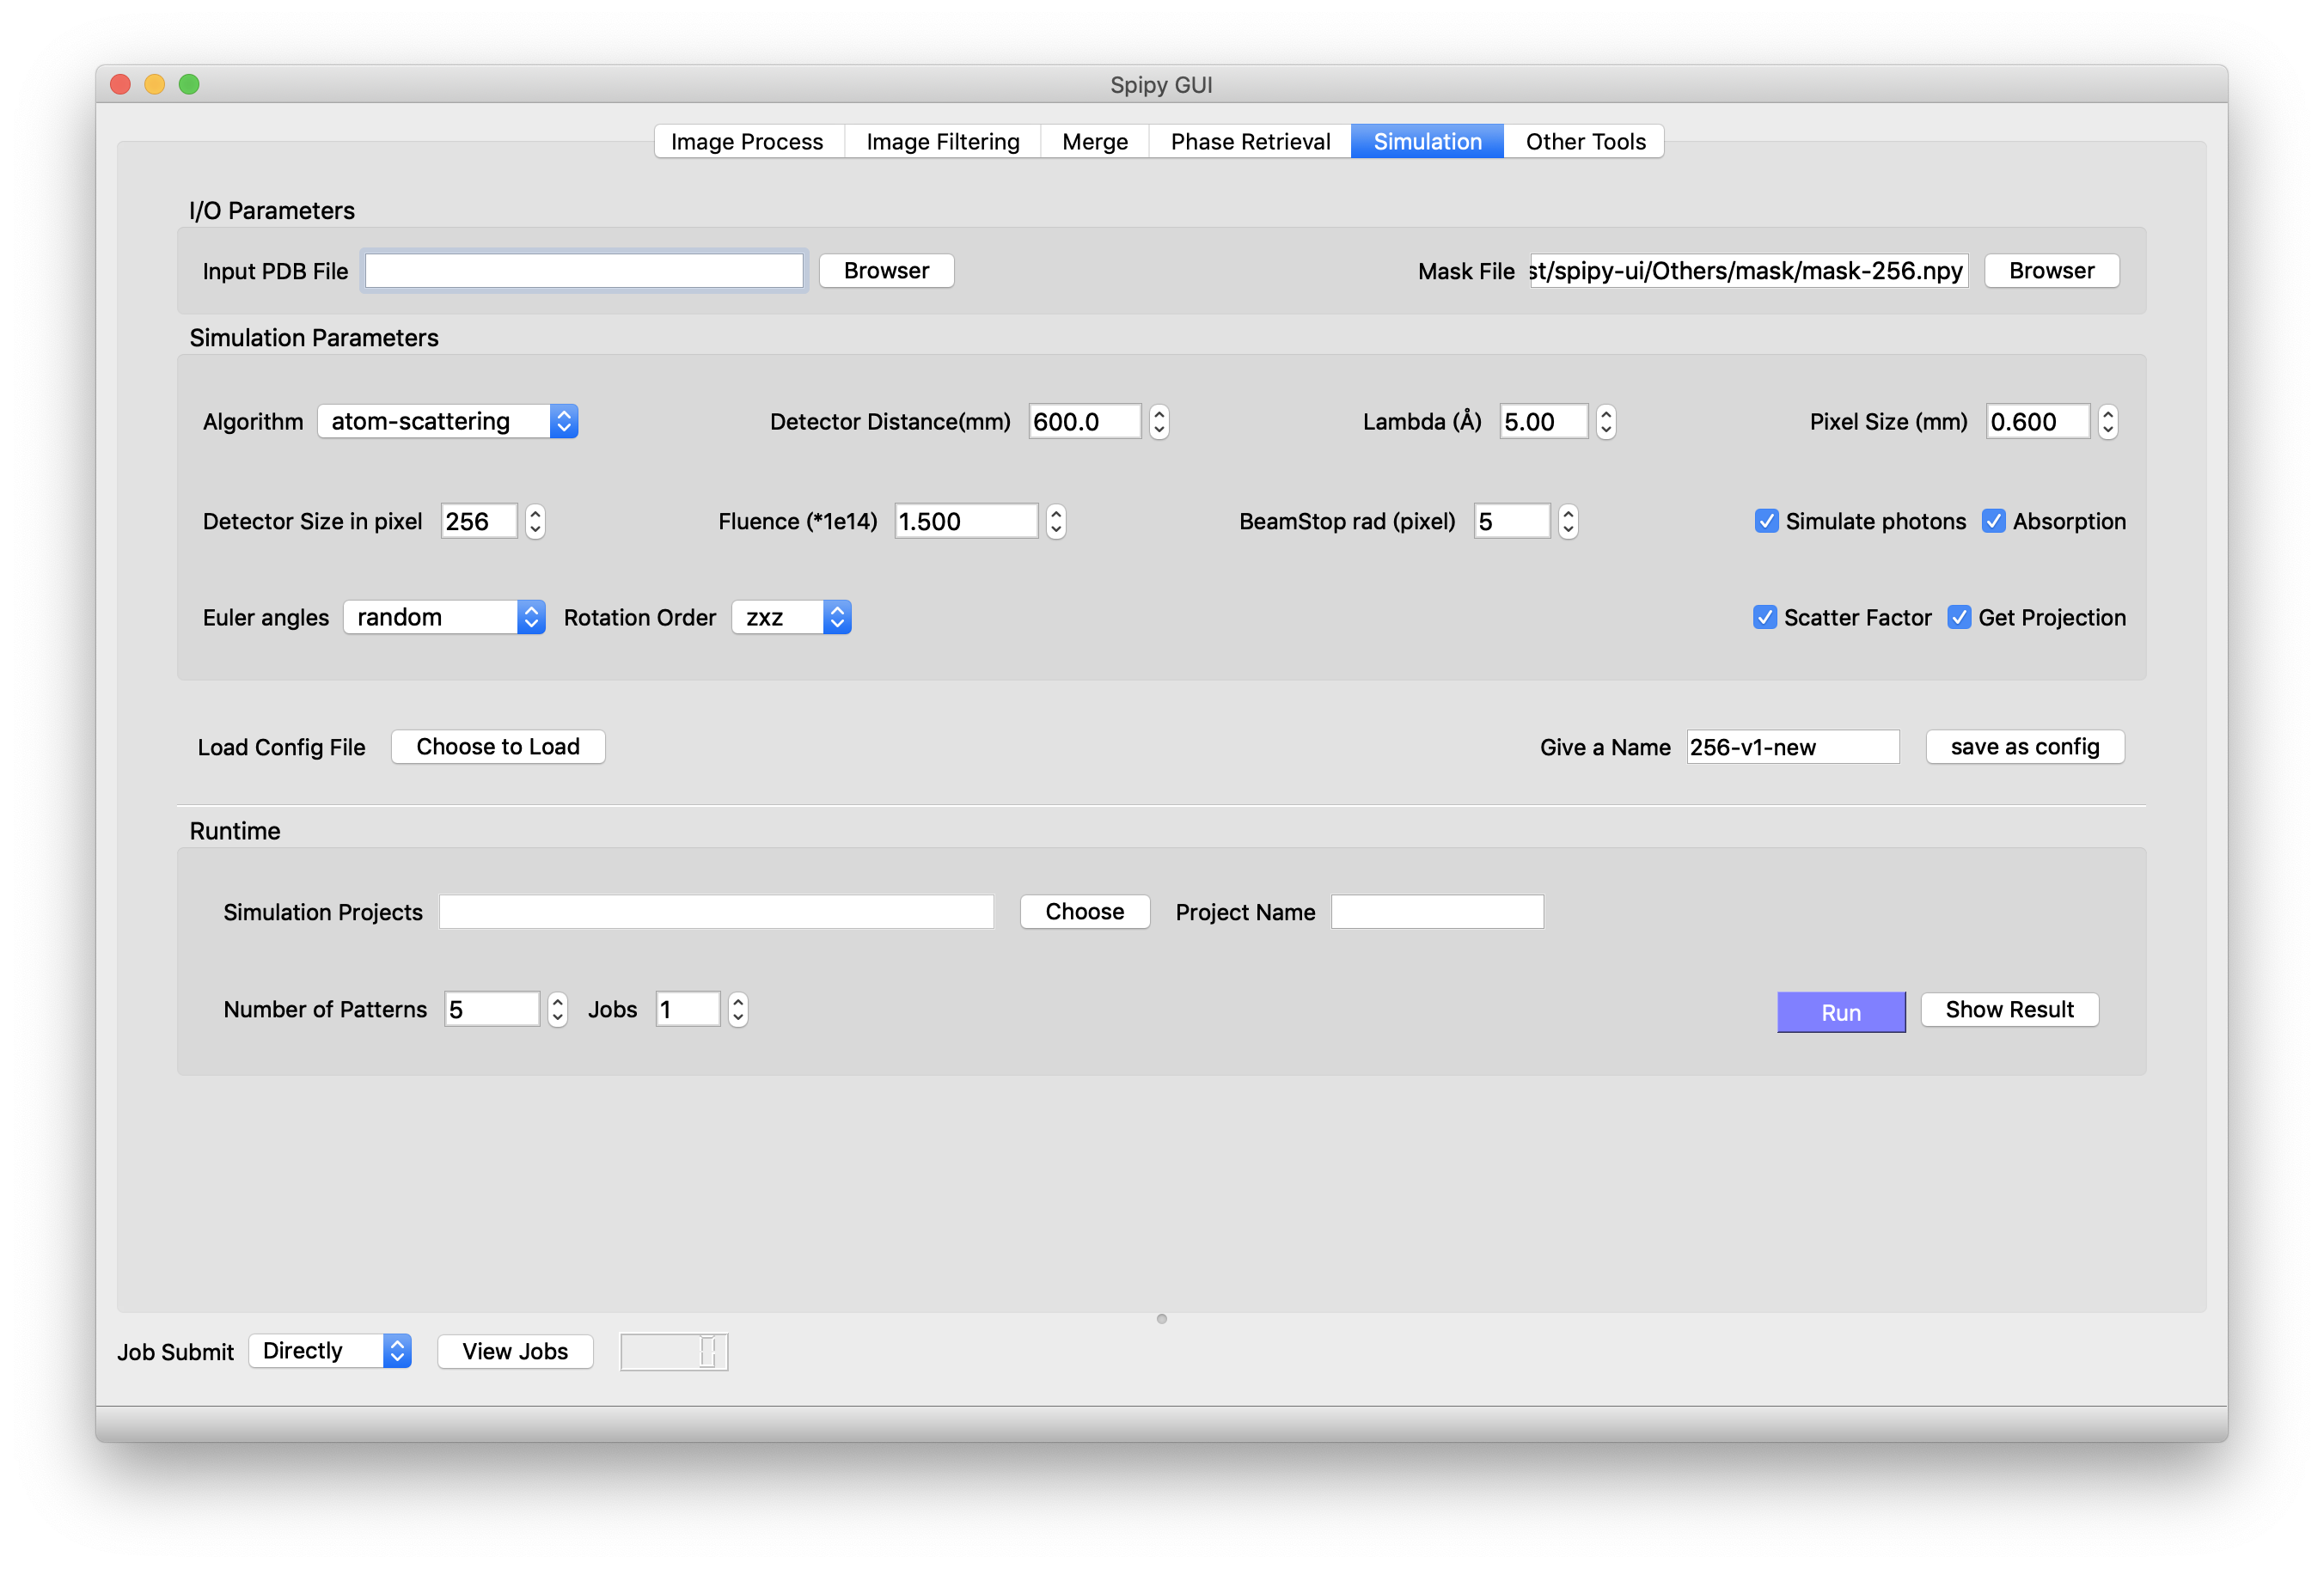 Spipy GUI
Image Process Image Filtering Merge Phase Retrieval Simulation Other Tools
I/O Parameters
Input PDB File Browser Mask File st/spipy-ui/Others/mask/mask-256.npy Browser
Simulation Parameters
Algorithm atom-scattering Detector Distance(mm) 600.0 Lambda (Å) 5.00 Pixel Size (mm) 0.600
Detector Size in pixel 256 Fluence (*1e14) 1.500 BeamStop rad (pixel) 5 Simulate photons Absorption
Euler angles random Rotation Order zxz Scatter Factor Get Projection
Load Config File Choose to Load Give a Name 256-v1-new save as config
Runtime
Simulation Projects Choose Project Name
Number of Patterns 5 Jobs 1 Run Show Result
Job Submit Directly View Jobs 0